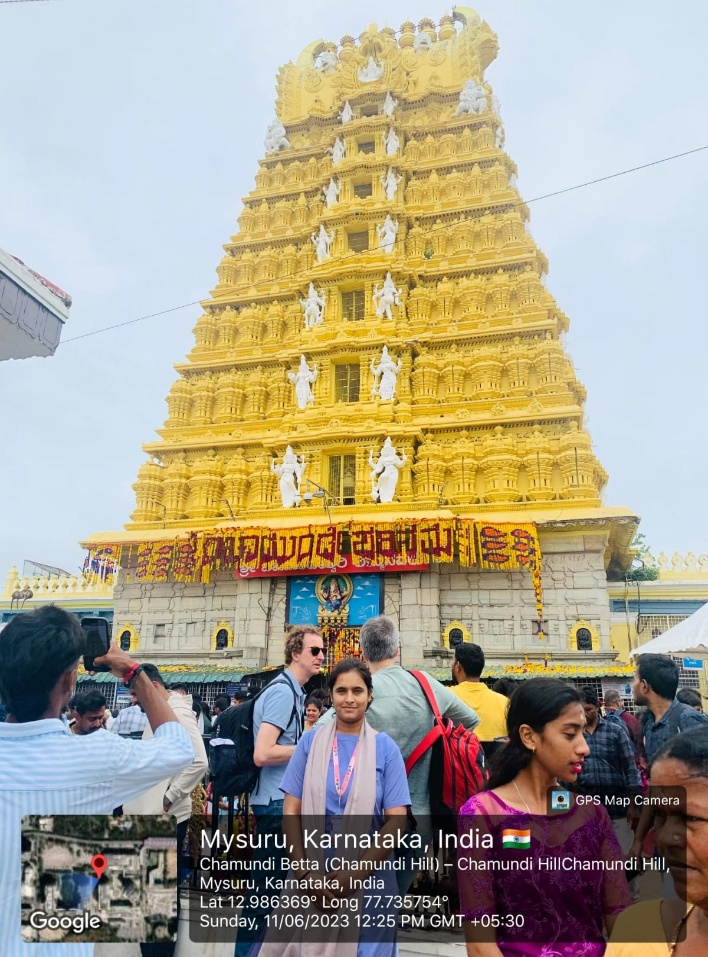 GPS Map Camera
Mysuru, Karnataka, India
Chamundi Betta (Chamundi Hill) – Chamundi HillChamundi Hill,
Mysuru, Karnataka, India
Lat 12.986369° Long 77.735754°
Sunday, 11/06/2023 12:25 PM GMT +05:30
Google